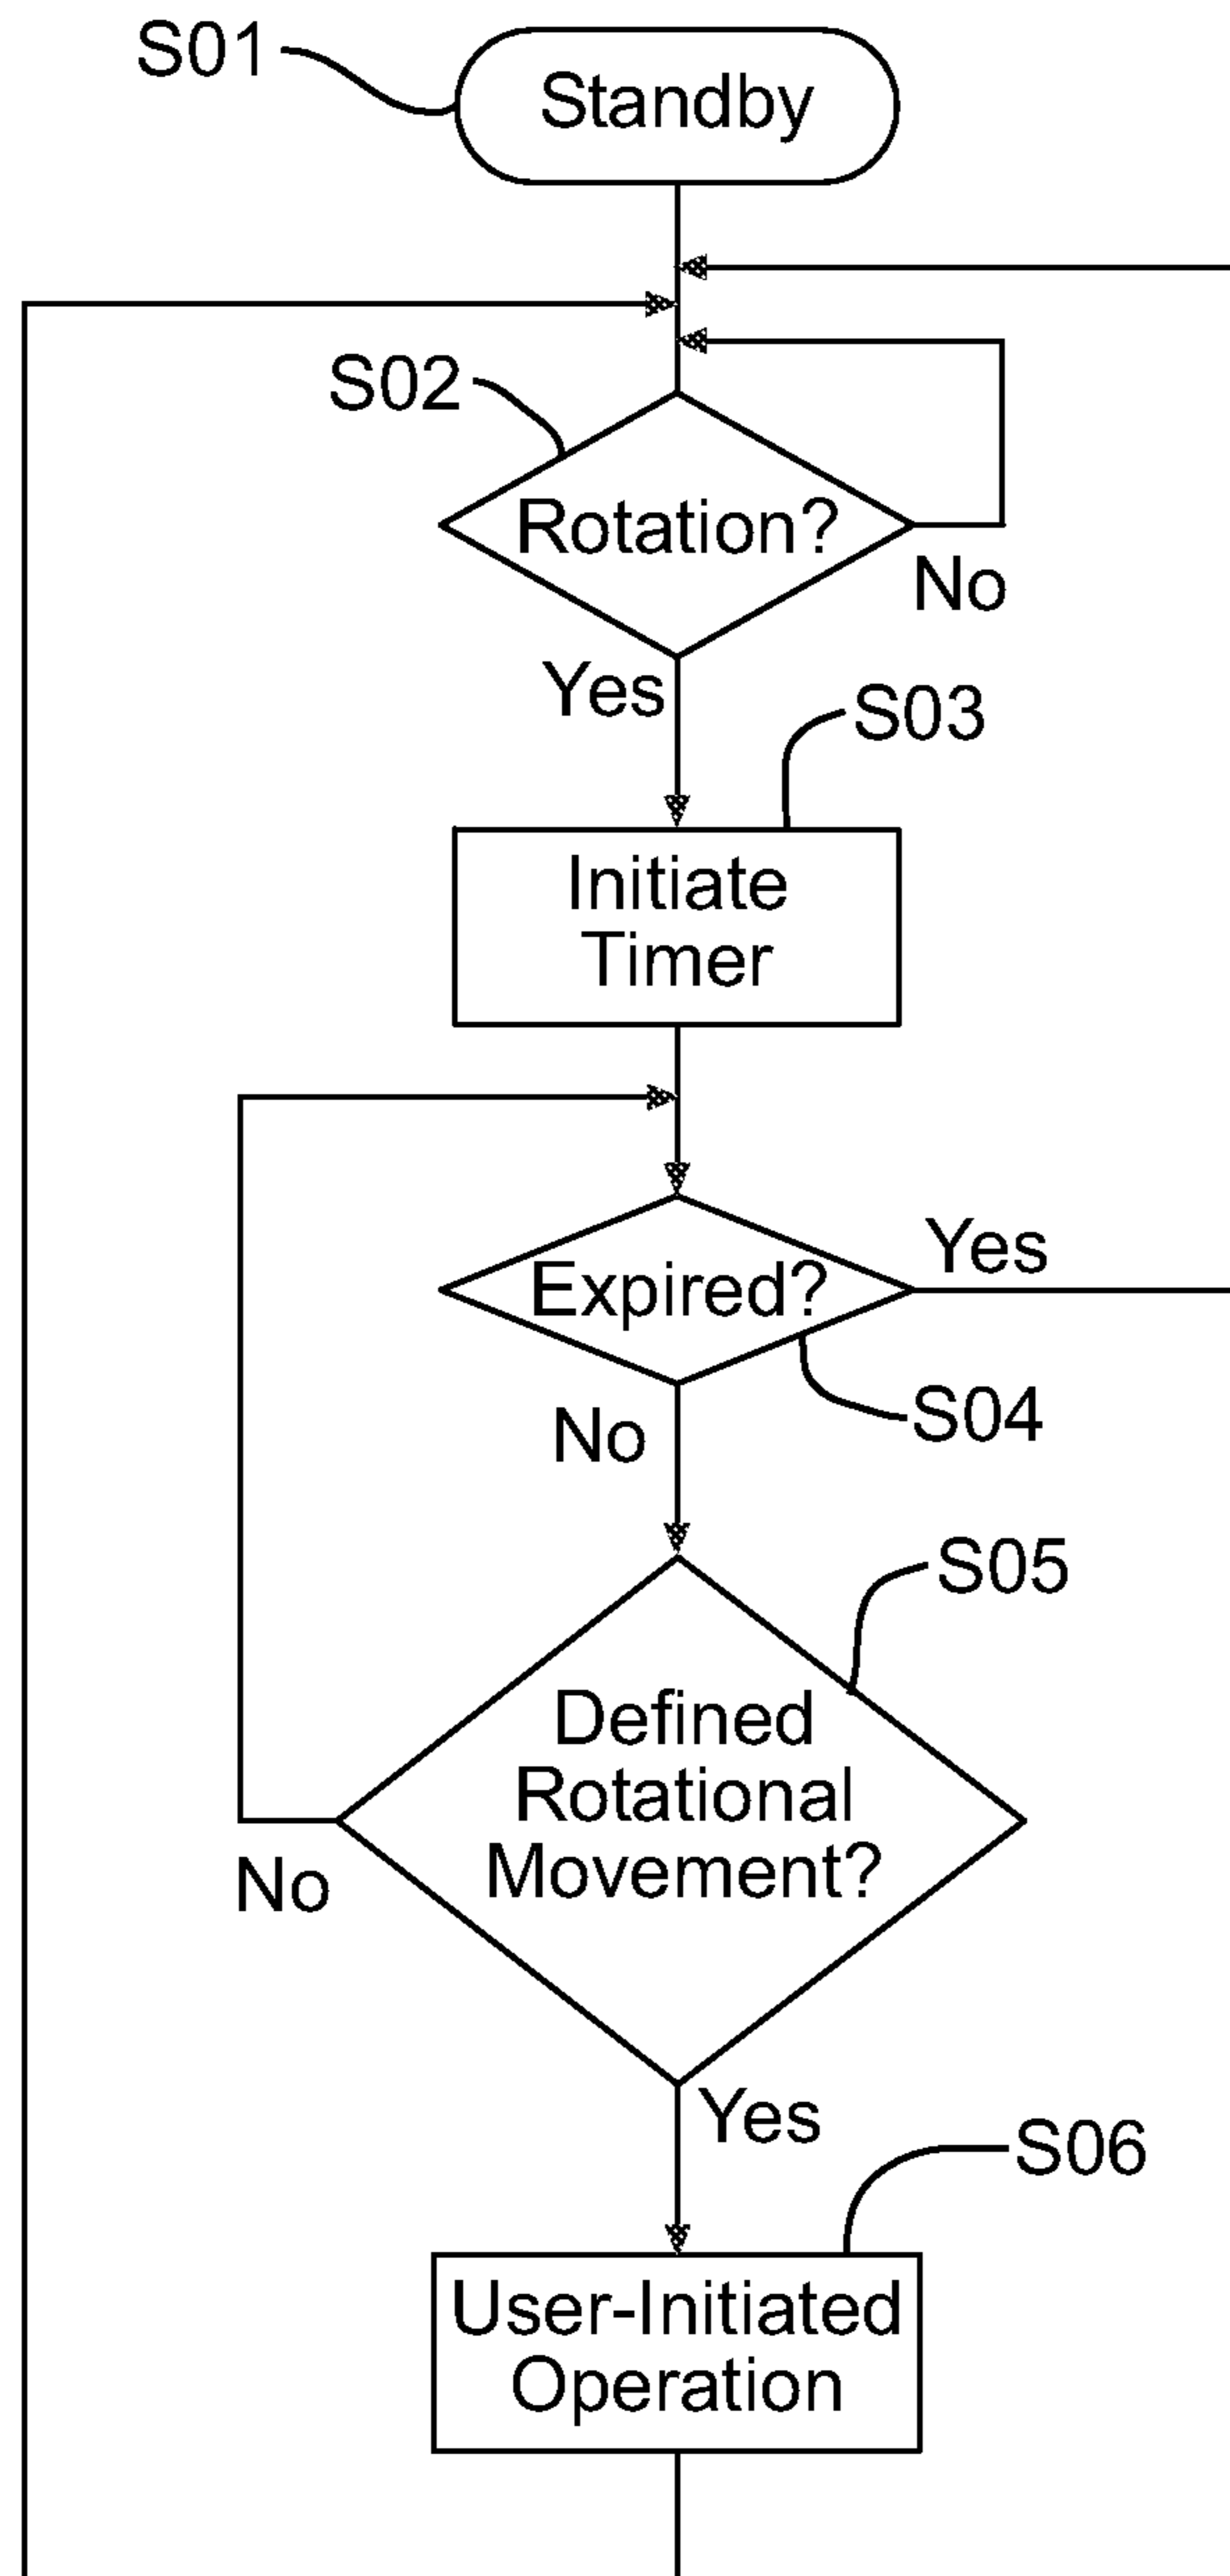 S01
Standby
S02
Rotation?
No
Yes
S03
Initiate
Timer
Expired?
Yes
S04
No
S05
Defined
Rotational
Movement?
No
Yes
S06
User-Initiated
Operation